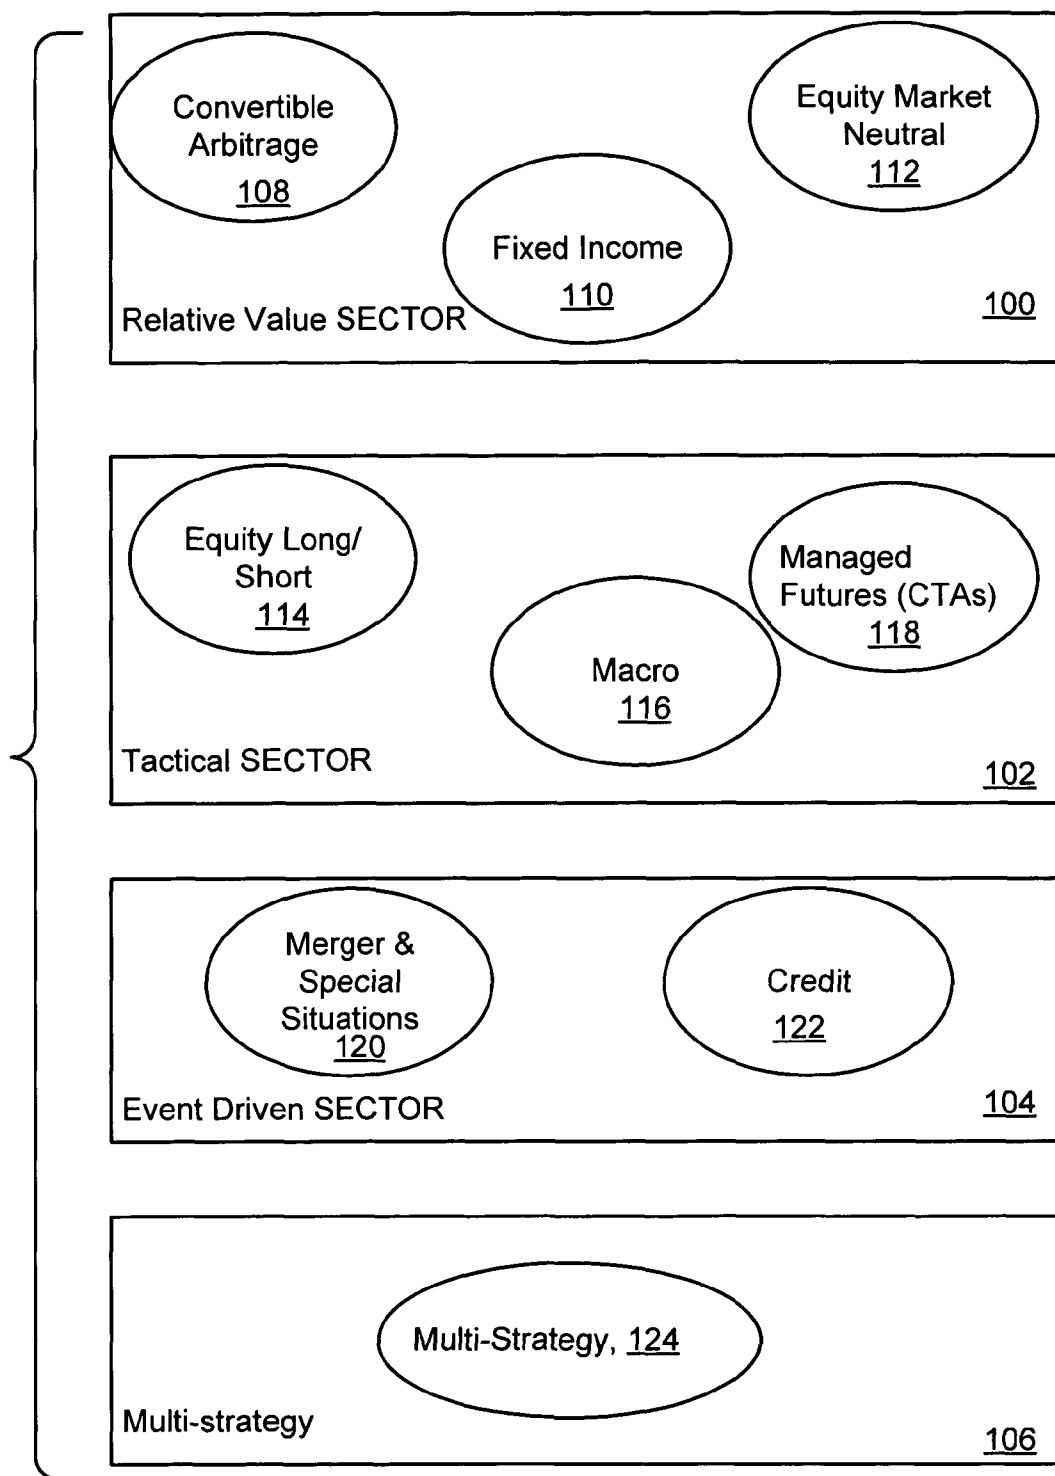 Convertible
Arbitrage
108
Equity Market
Neutral
112
Fixed Income
110
Relative Value SECTOR
100
Equity Long/
Short
114
Managed
Futures (CTAs)
118
Macro
116
Tactical SECTOR
102
Merger &
Special
Situations
120
Credit
122
Event Driven SECTOR
104
Multi-Strategy, 124
Multi-strategy
106